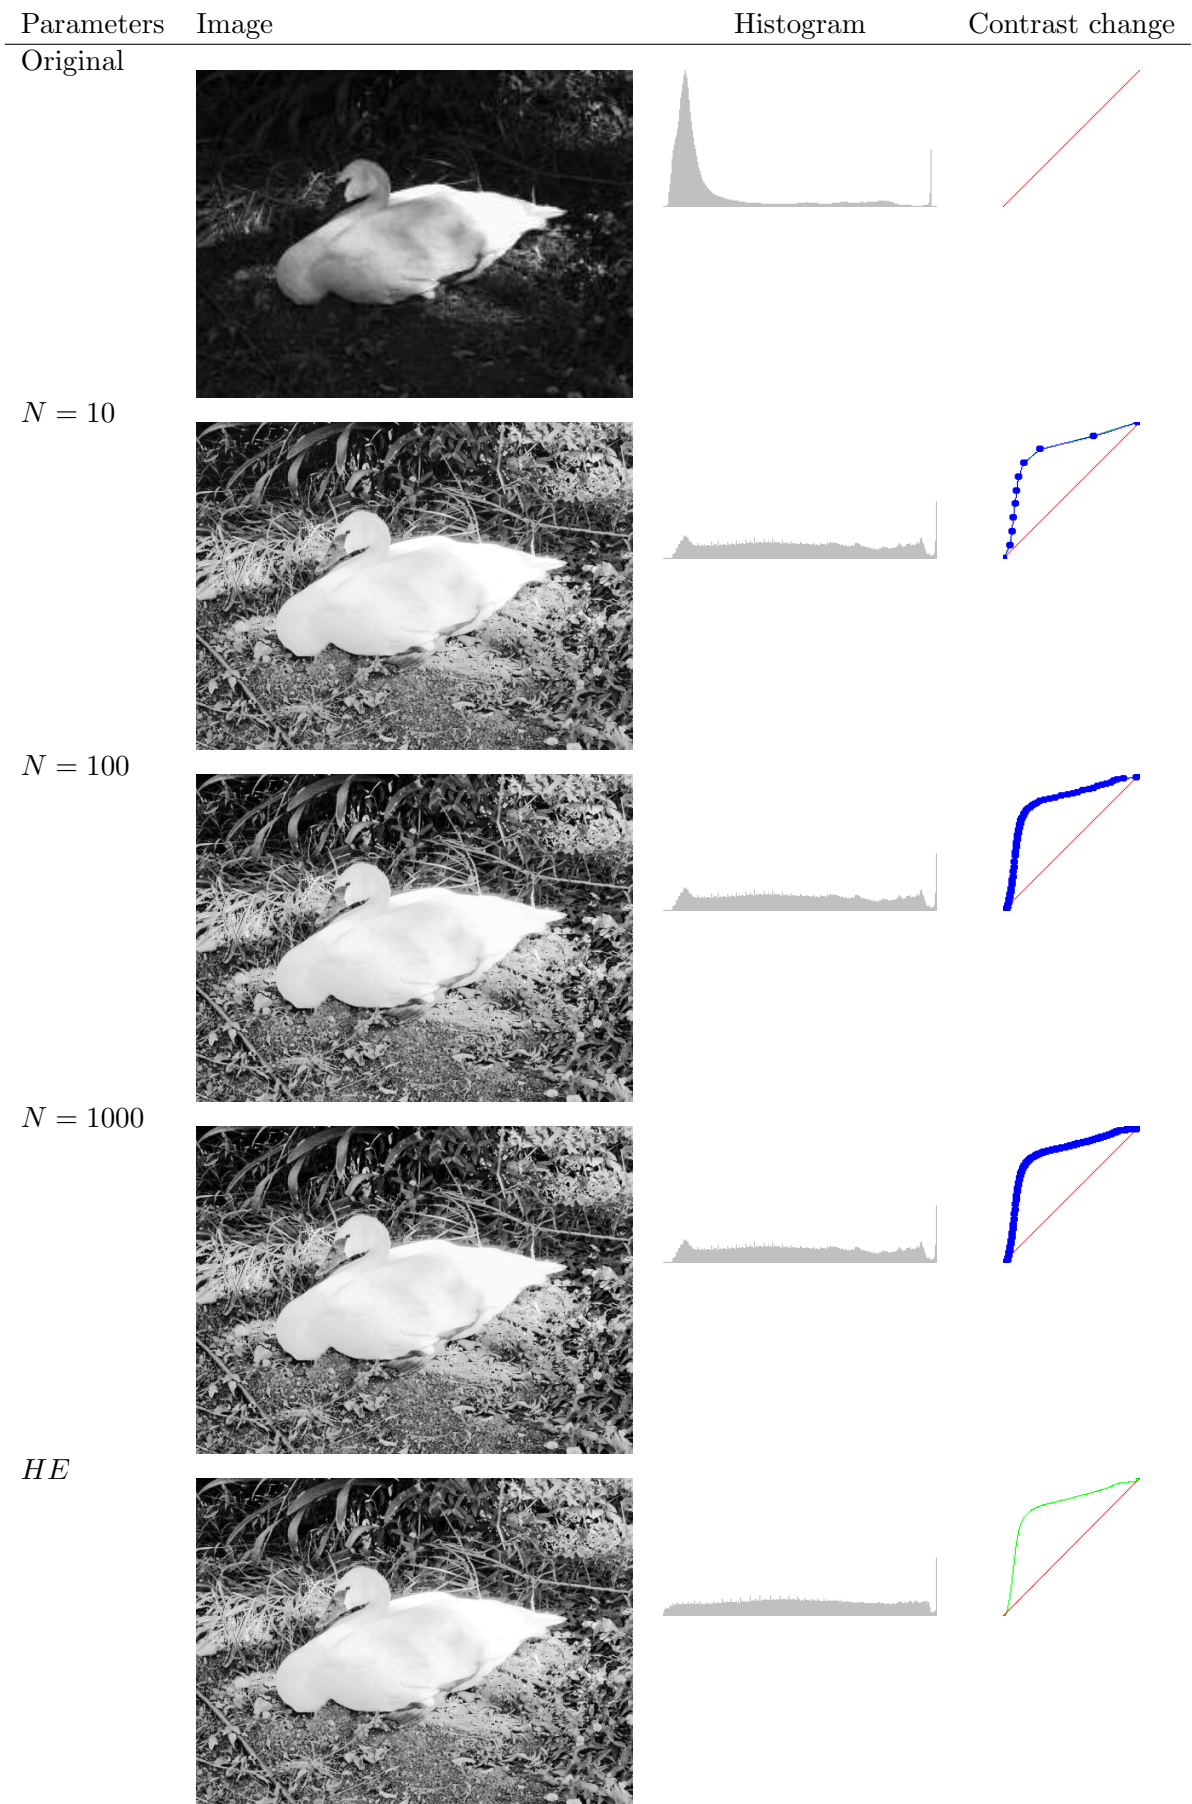 Parameters Image Histogram Contrast change
Original
N = 10
N = 100
N = 1000
HE